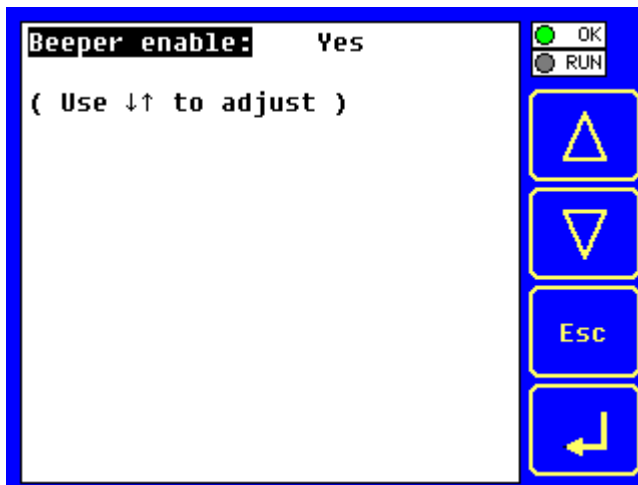 Beeper enable: Yes
( Use ↓↑ to adjust )
OK
RUN
Esc